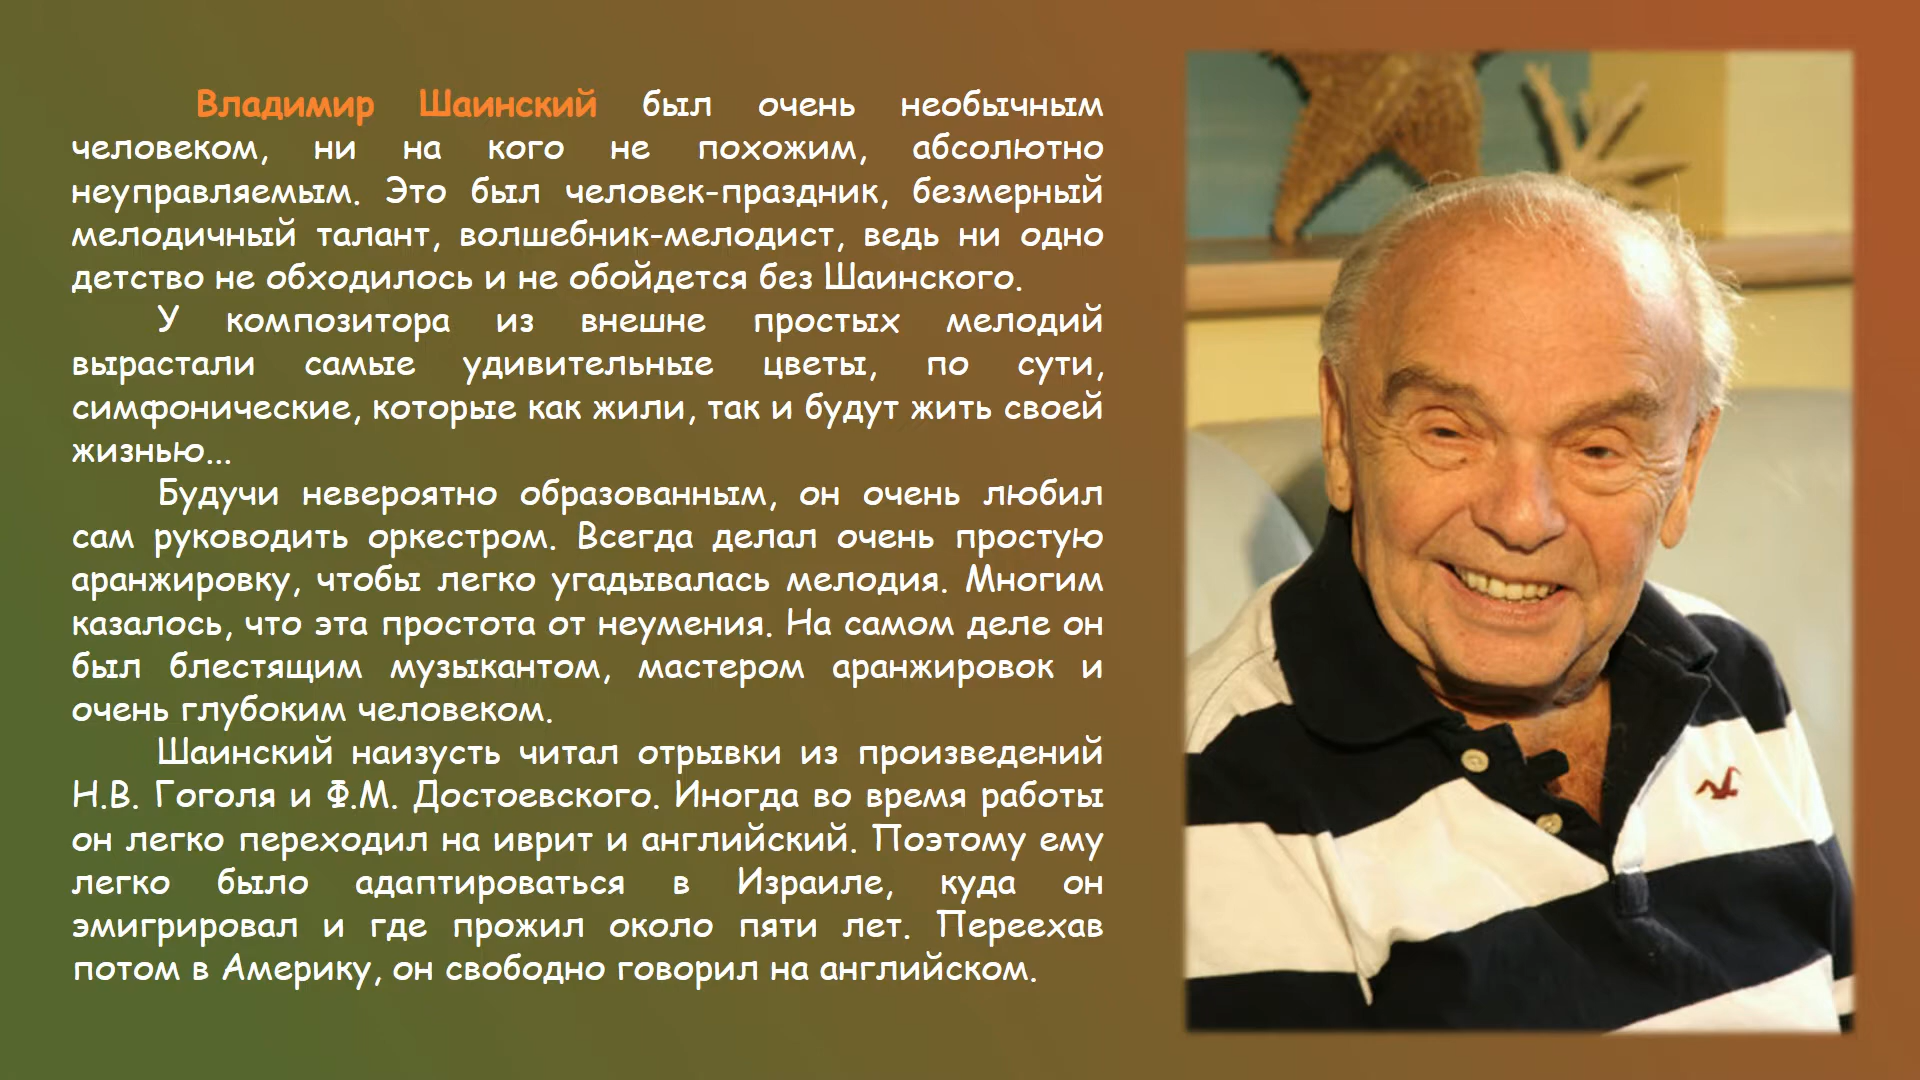 Владимир Шаинский был очень необычным
человеком, ни на кого не похожим, абсолютно
неуправляемым. Это был человек-праздник, безмерный
мелодичный талант, волшебник-мелодист, ведь ни одно
детство не обходилось и не обойдется без Шаинского.
У композитора из внешне простых мелодий
вырастали самые удивительные цветы, по сути,
симфонические, которые как жили, так и будут жить своей
жизнью...
Будучи невероятно образованным, он очень любил
сам руководить оркестром. Всегда делал очень простую
аранжировку, чтобы легко угадывалась мелодия. Многим
казалось, что эта простота от неумения. На самом деле он
был блестящим музыкантом, мастером аранжировок и
очень глубоким человеком.
Шаинский наизусть читал отрывки из произведений
Н.В. Гоголя и Ф.М. Достоевского. Иногда во время работы
он легко переходил на иврит и английский. Поэтому ему
легко было адаптироваться в Израиле, куда он
эмигрировал и где прожил около пяти лет. Переехав
потом в Америку, он свободно говорил на английском.